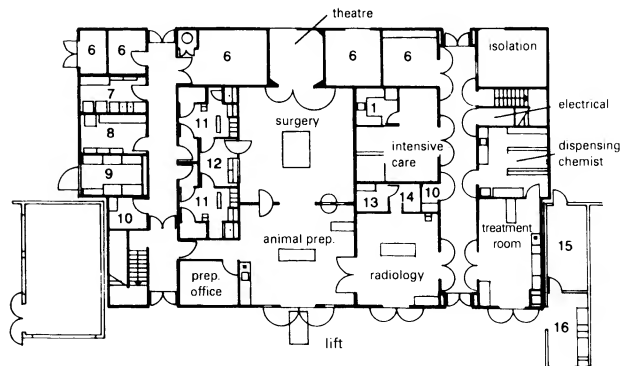 theatre
6
6
6
6
6
isolation
7
1
electrical
11
surgery
8
12
intensive
care
dispensing
chemist
9
11
10
13
14
10
animal prep.
treatment
room
15
prep.
office
radiology
16
lift